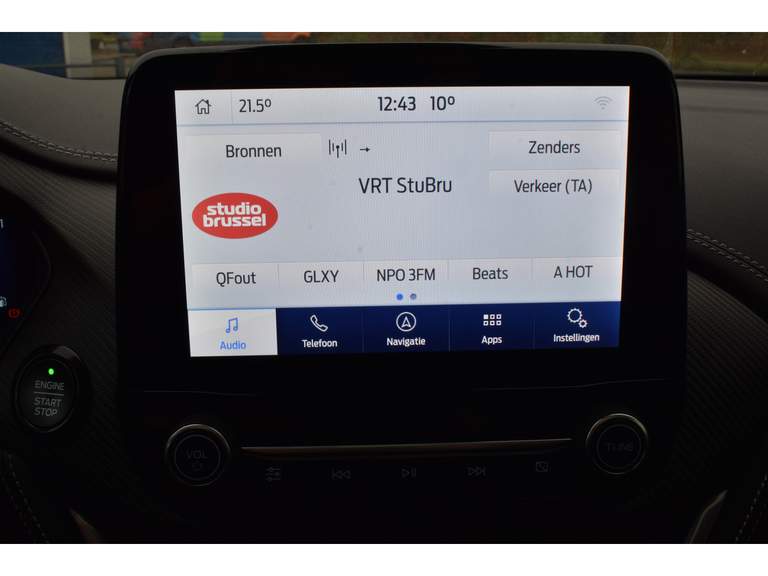 21.5° 12:43 10°
Bronnen
Zenders
VRT StuBru
Verkeer (TA)
studio
brussel
QFout GLXY NPO 3FM Beats A HOT
Audio Telefoon Navigatie Apps Instellingen
ENGINE
START
STOP
VOL
TUNE